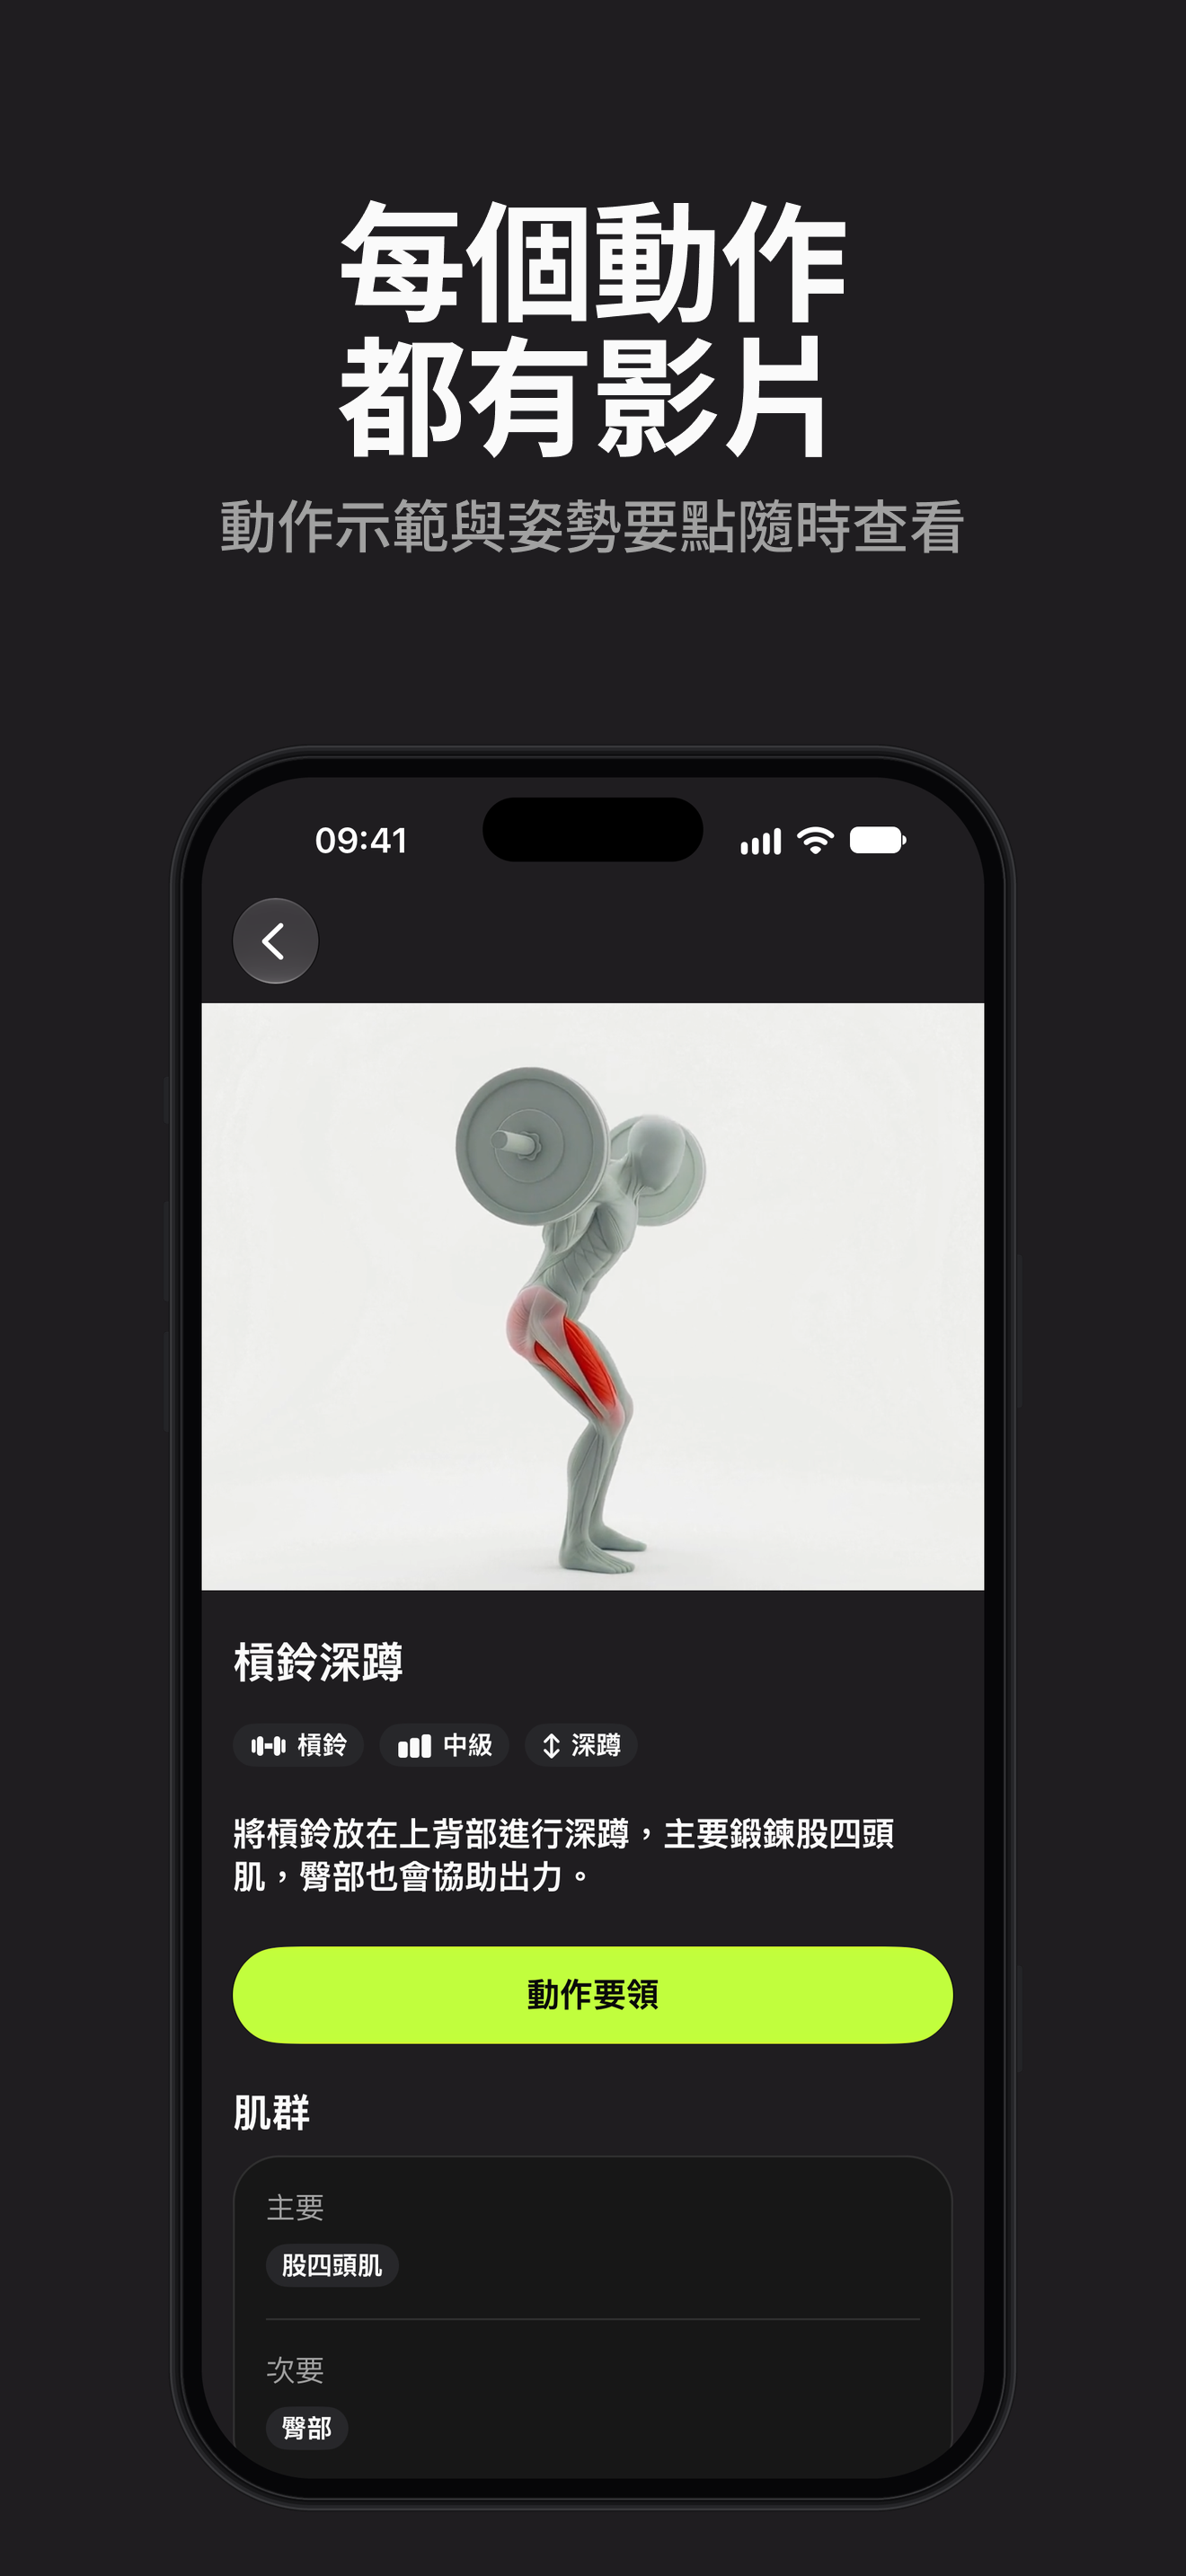 每個動作
都有影片
動作示範與姿勢要點隨時查看
09:41
槓鈴深蹲
槓鈴
中級
深蹲
將槓鈴放在上背部進行深蹲，主要鍛鍊股四頭
肌，臀部也會協助出力。
動作要領
肌群
主要
股四頭肌
次要
臀部